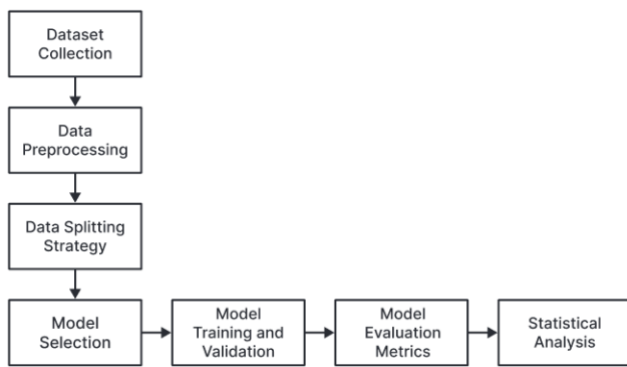 Dataset
Collection
Data
Preprocessing
Data Splitting
Strategy
Model
Selection
Model
Training and
Validation
Model
Evaluation
Metrics
Statistical
Analysis